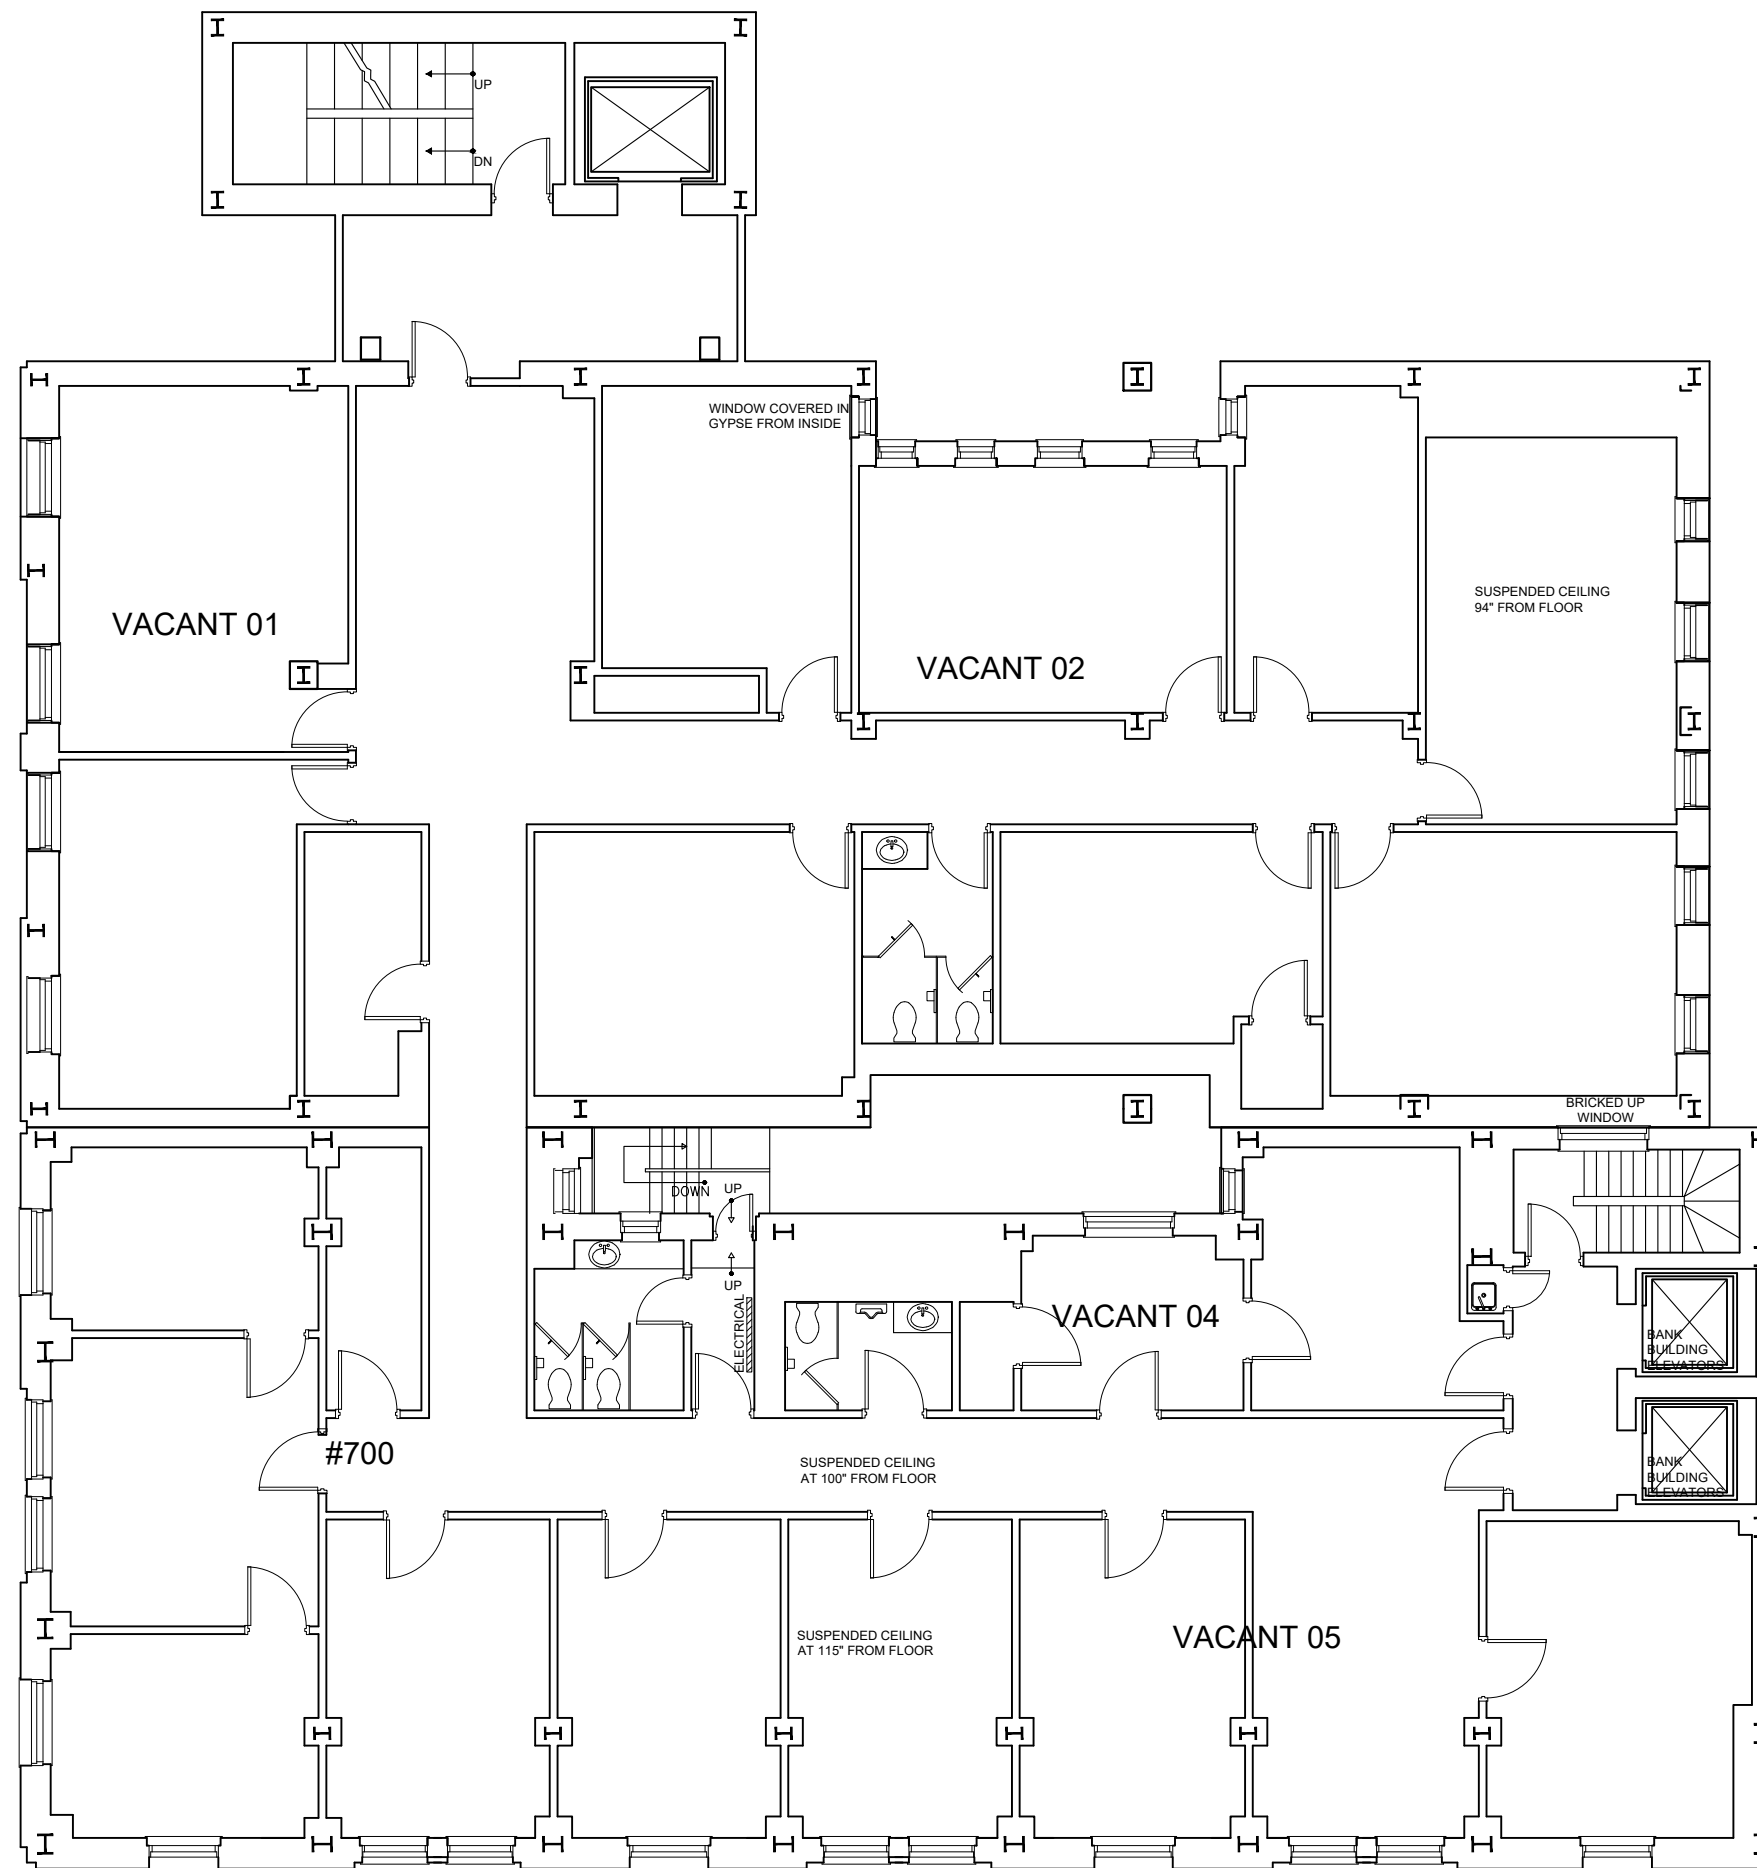 UP
DN
WINDOW COVERED IN
GYPSE FROM INSIDE
SUSPENDED CEILING
94" FROM FLOOR
VACANT 01
VACANT 02
BRICKED UP
WINDOW
DOWN
UP
UP
ELECTRICAL
VACANT 04
BANK
BUILDING
ELEVATORS
#700
SUSPENDED CEILING
AT 100" FROM FLOOR
BANK
BUILDING
ELEVATORS
SUSPENDED CEILING
AT 115" FROM FLOOR
VACANT 05